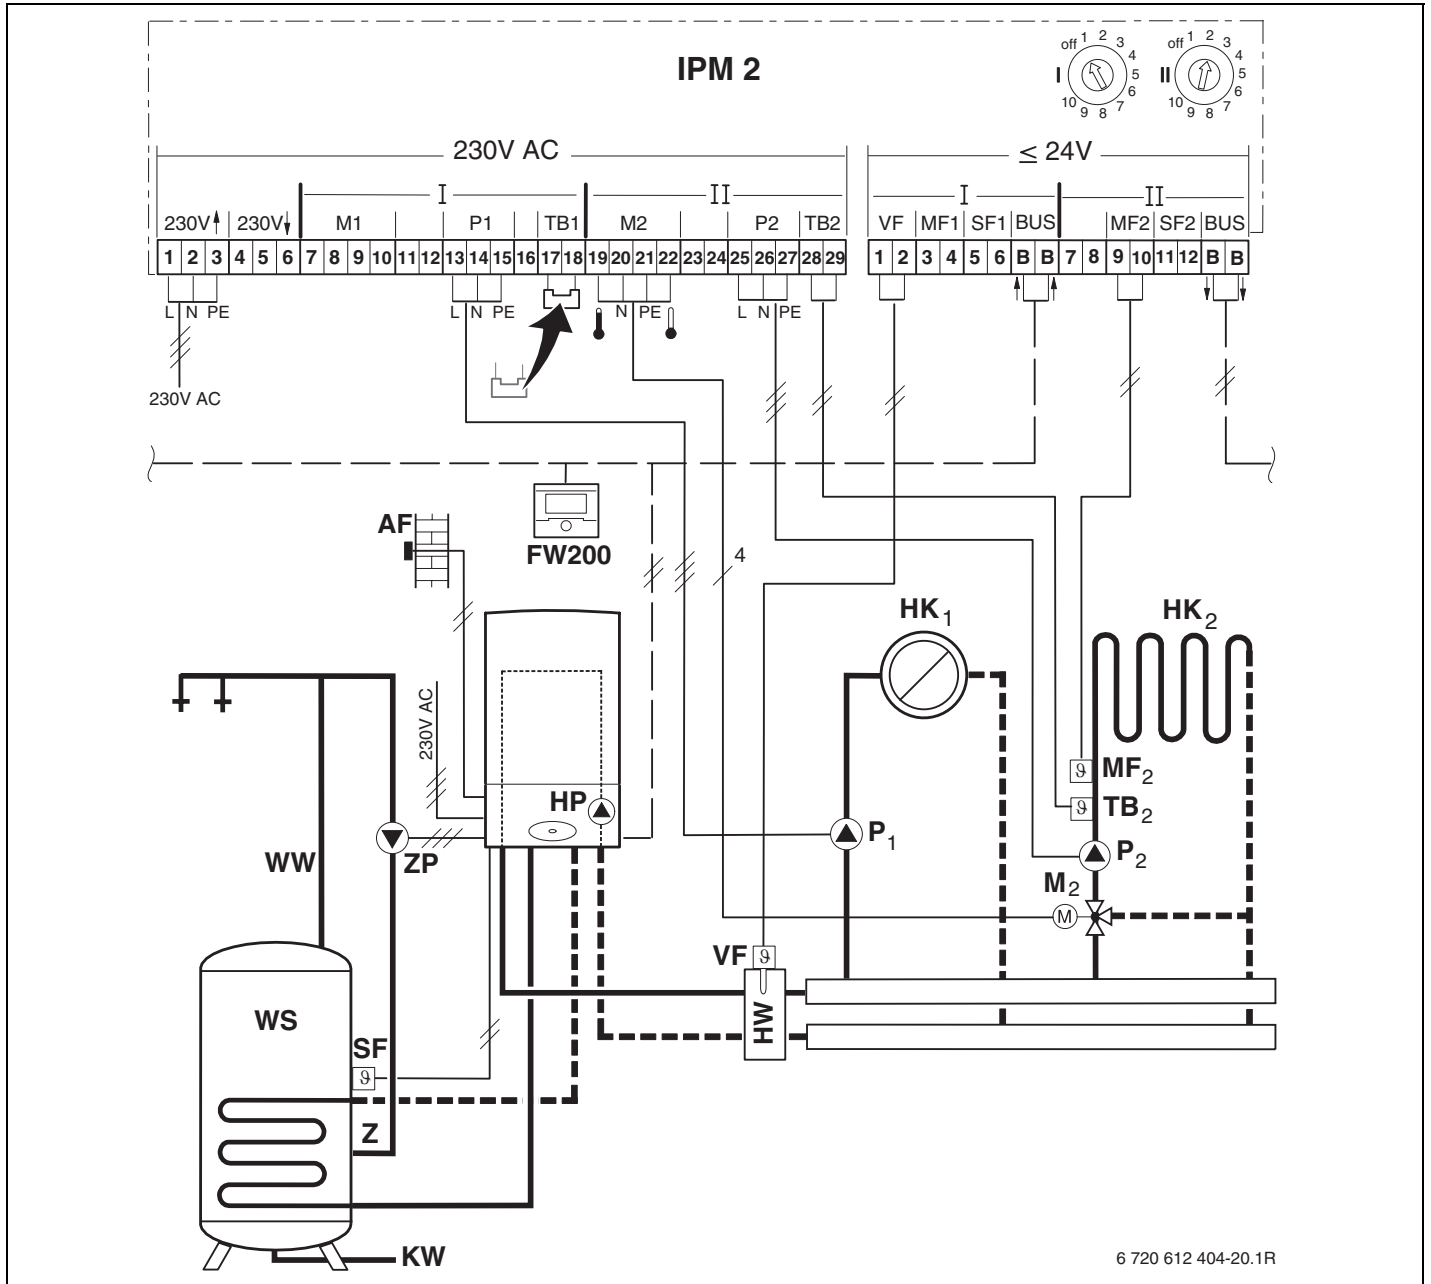 IPM 2
off 1 2 3 4 5 6 7 8 9 10
I
off 1 2 3 4 5 6 7 8 9 10
II
230V AC
≤ 24V
I
II
I
II
230V 230V M1 P1 TB1 M2 P2 TB2
VF MF1 SF1 BUS MF2 SF2 BUS
1 2 3 4 5 6 7 8 9 10 11 12 13 14 15 16 17 18 19 20 21 22 23 24 25 26 27 28 29
1 2 3 4 5 6 B B 7 8 9 10 11 12 B B
L N PE
L N PE
N PE
L N PE
230V AC
AF
FW200
4
HK1
HK2
230V AC
MF2
HP
TB2
P1
WW
ZP
P2
M2
M
VF
WS
HW
SF
Z
KW
6 720 612 404-20.1R